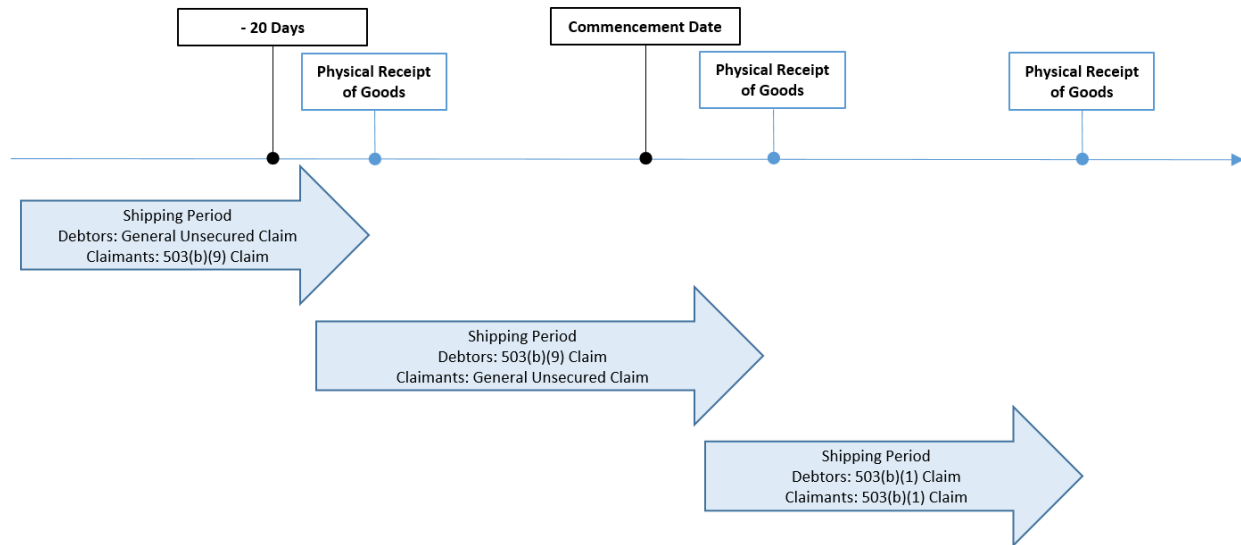 - 20 Days
Commencement Date
Physical Receipt
of Goods
Physical Receipt
of Goods
Physical Receipt
of Goods
Shipping Period
Debtors: General Unsecured Claim
Claimants: 503(b)(9) Claim
Shipping Period
Debtors: 503(b)(9) Claim
Claimants: General Unsecured Claim
Shipping Period
Debtors: 503(b)(1) Claim
Claimants: 503(b)(1) Claim